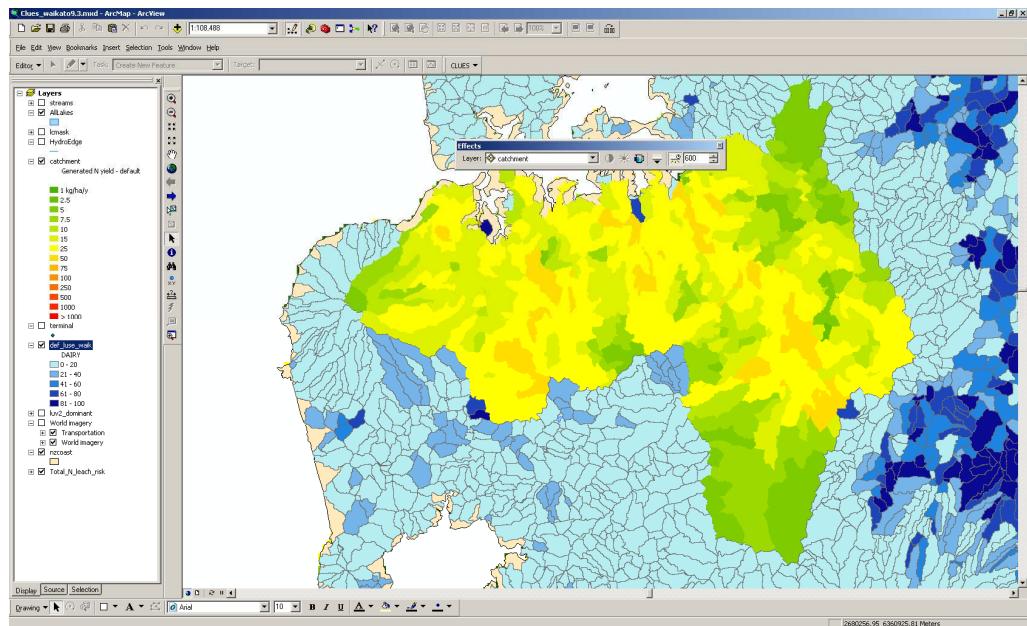 Clues_waikato9.3.mxd - ArcMap - ArcView
1:108,488
100%
File Edit View Bookmarks Insert Selection Tools Window Help
Editor Task: Create New Feature Target: CLUES
Layers
streams
AllLakes
lcmask
HydroEdge
catchment
Generated N yield - default
1 kg/ha/y
2.5
5
7.5
10
15
25
50
75
100
250
500
1000
> 1000
terminal
def_luse_waik
DAIRY
0 - 20
21 - 40
41 - 60
61 - 80
81 - 100
luv2_dominant
World imagery
Transportation
World imagery
nzcoast
Total_N_leach_risk
XY
Effects
Layer: catchment 600
Display Source Selection
Drawing A Arial 10 B I U A
2680256.95 6360925.81 Meters